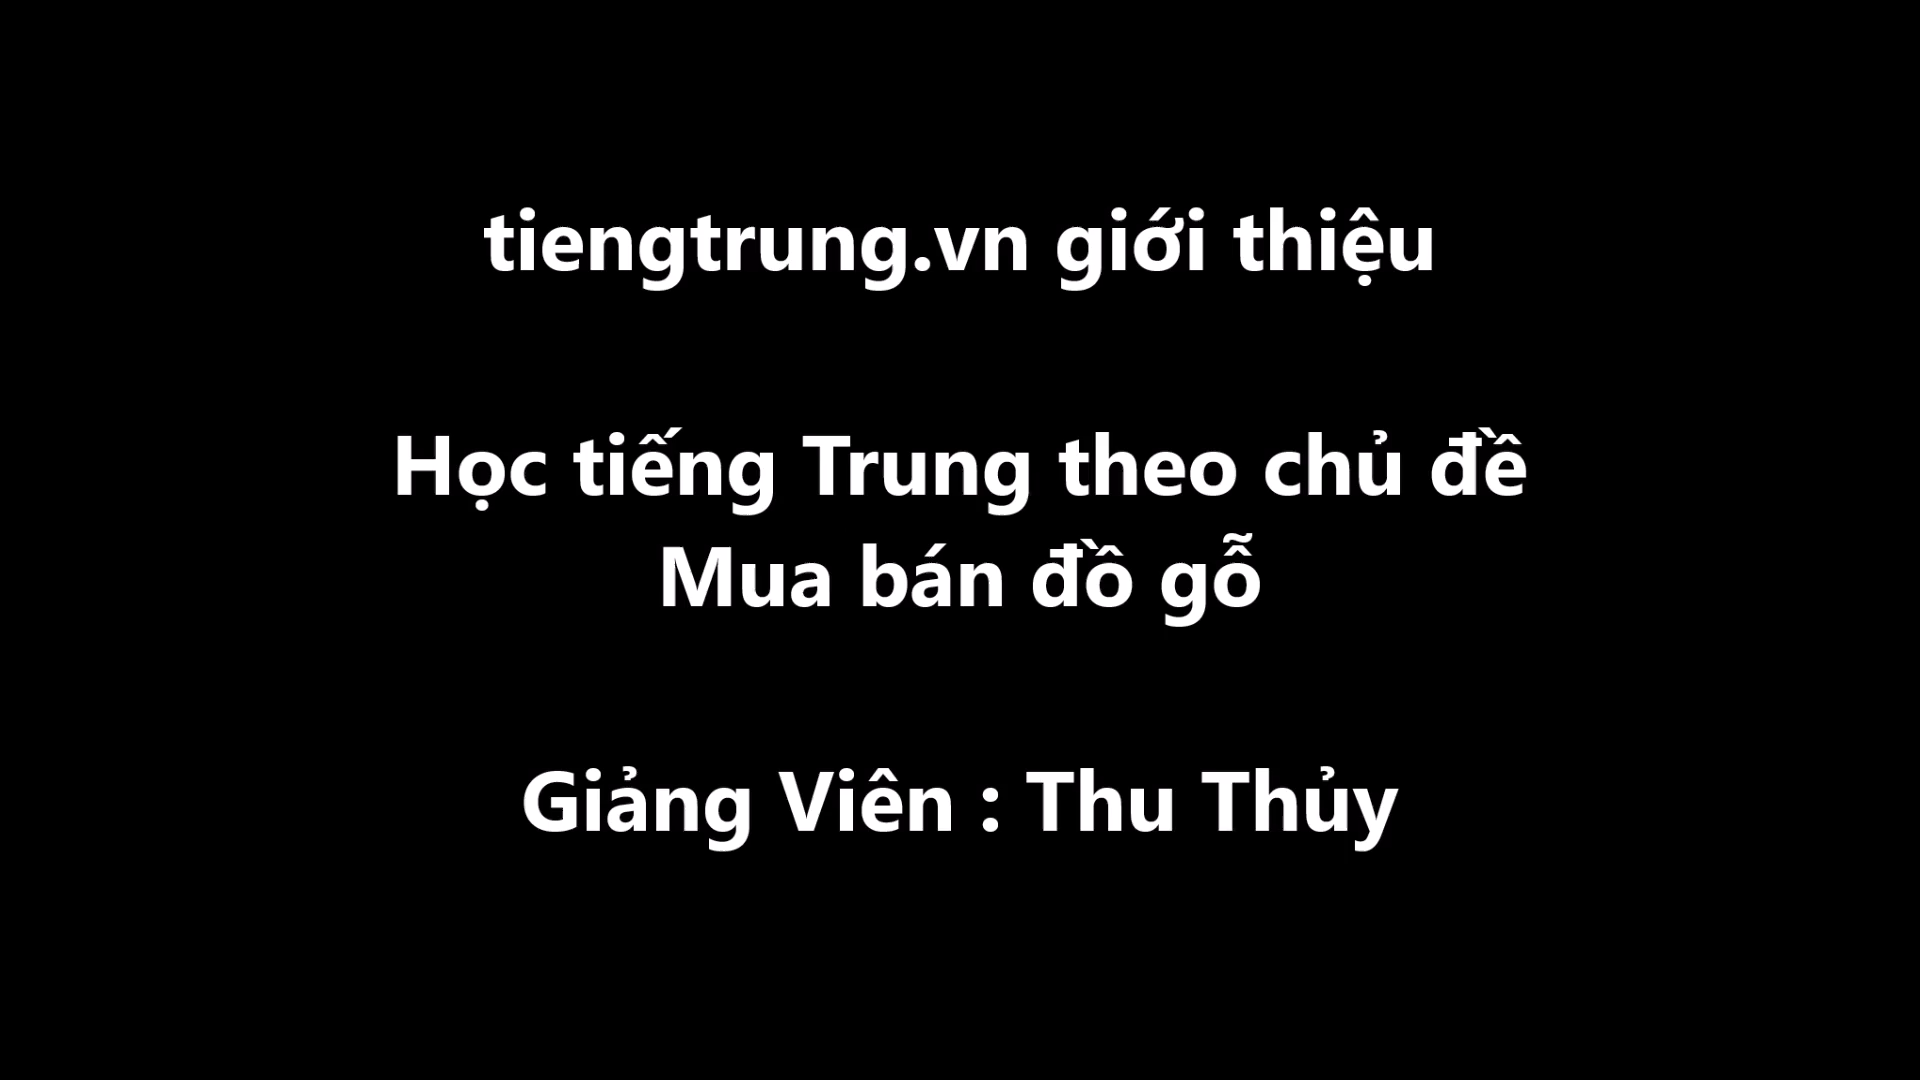 tiengtrung.vn giới thiệu
Học tiếng Trung theo chủ đề
Mua bán đồ gỗ
Giảng Viên : Thu Thủy